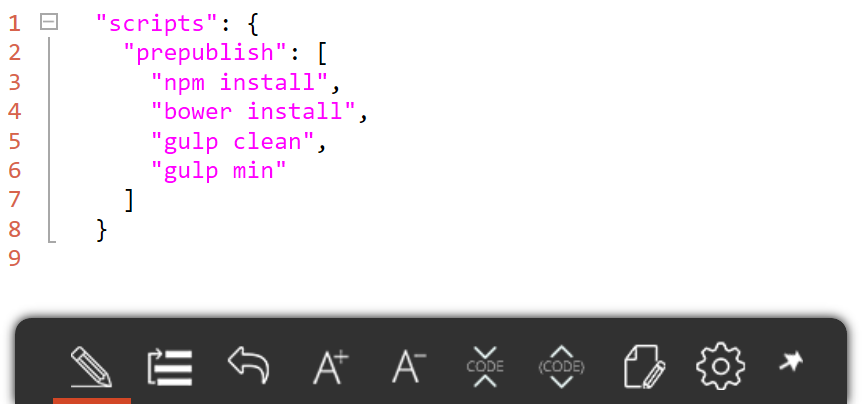 1 "scripts": {
2 "prepublish": [
3 "npm install",
4 "bower install",
5 "gulp clean",
6 "gulp min"
7 ]
8 }
9
A+ A- CODE (CODE)